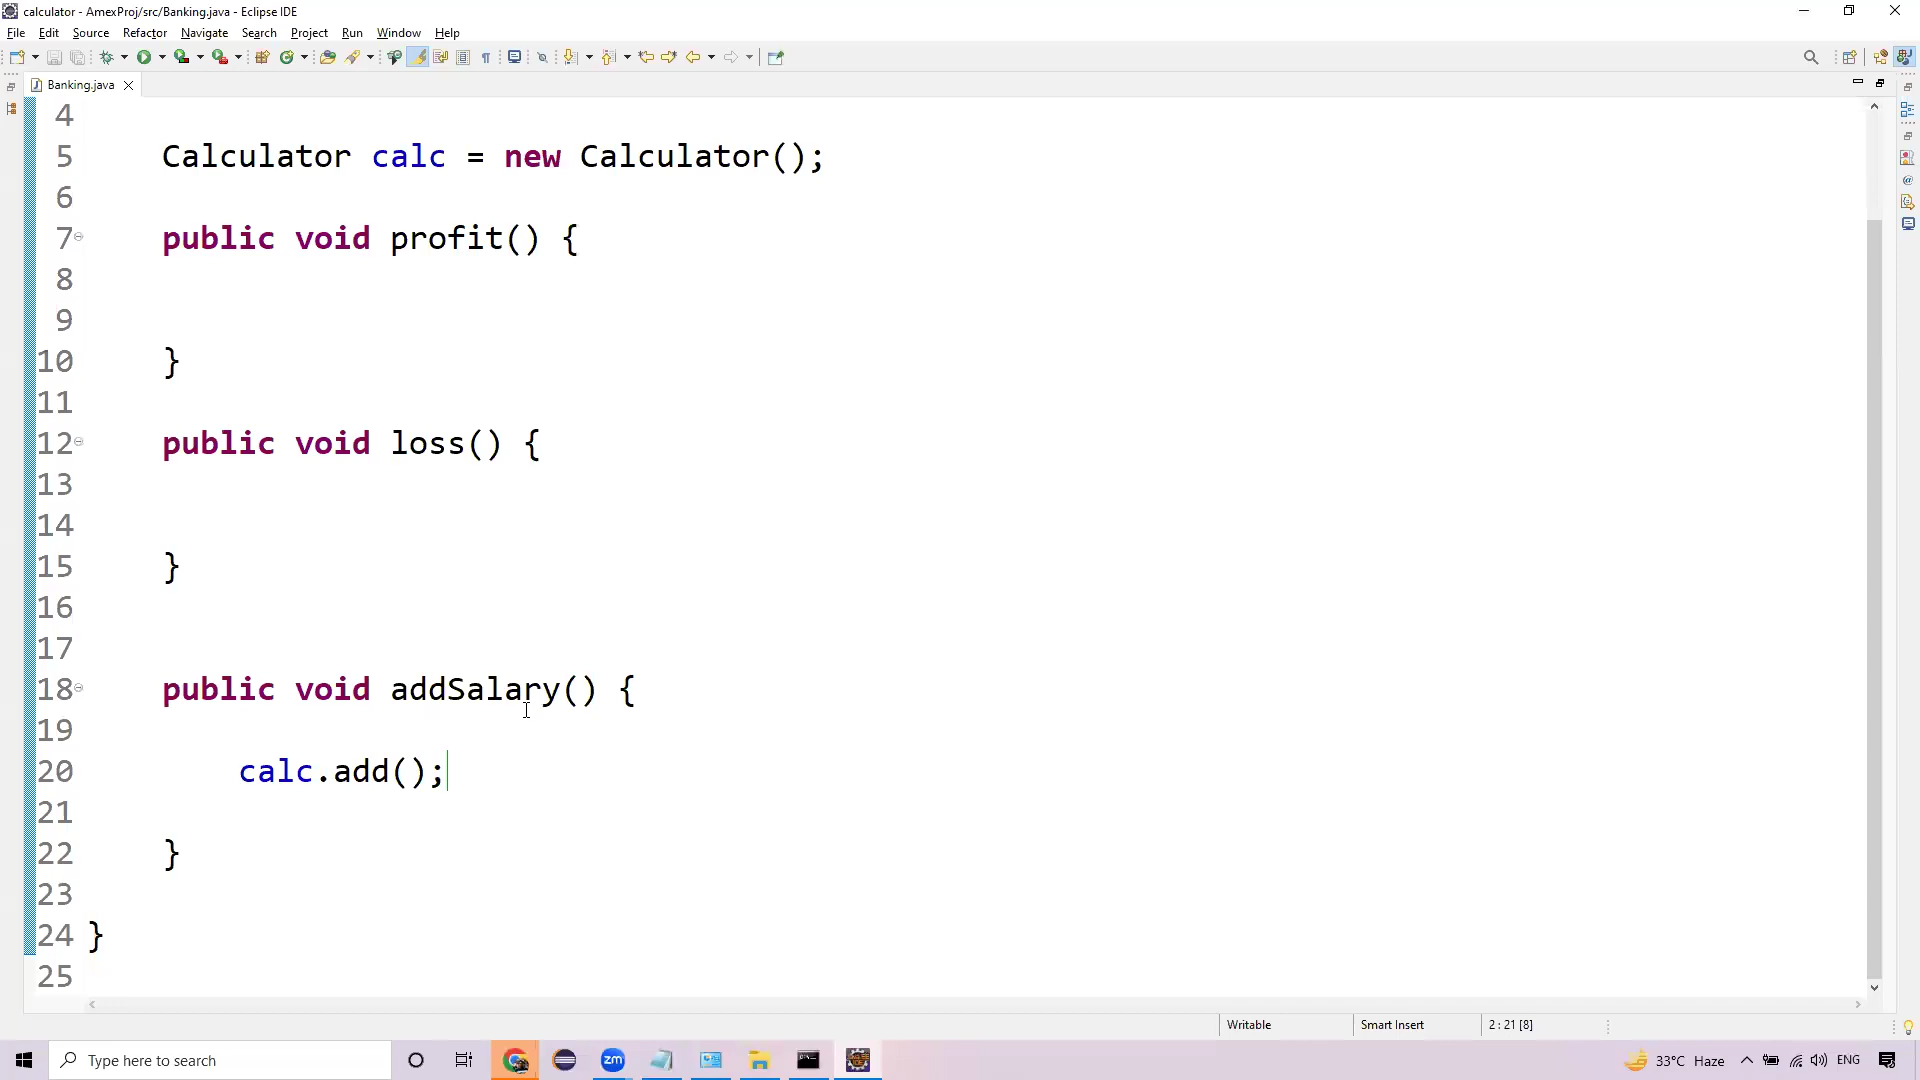 calculator - AmexProj/src/Banking.java - Eclipse IDE
File Edit Source Refactor Navigate Search Project Run Window Help
Banking.java
4
5 Calculator calc = new Calculator();
6
7 public void profit() {
8
9
10 }
11
12 public void loss() {
13
14
15 }
16
17
18 public void addSalary() {
19
20 calc.add();
21
22 }
23
24 }
25
Writable Smart Insert 2 : 21 [8]
Type here to search zm 33°C Haze ENG